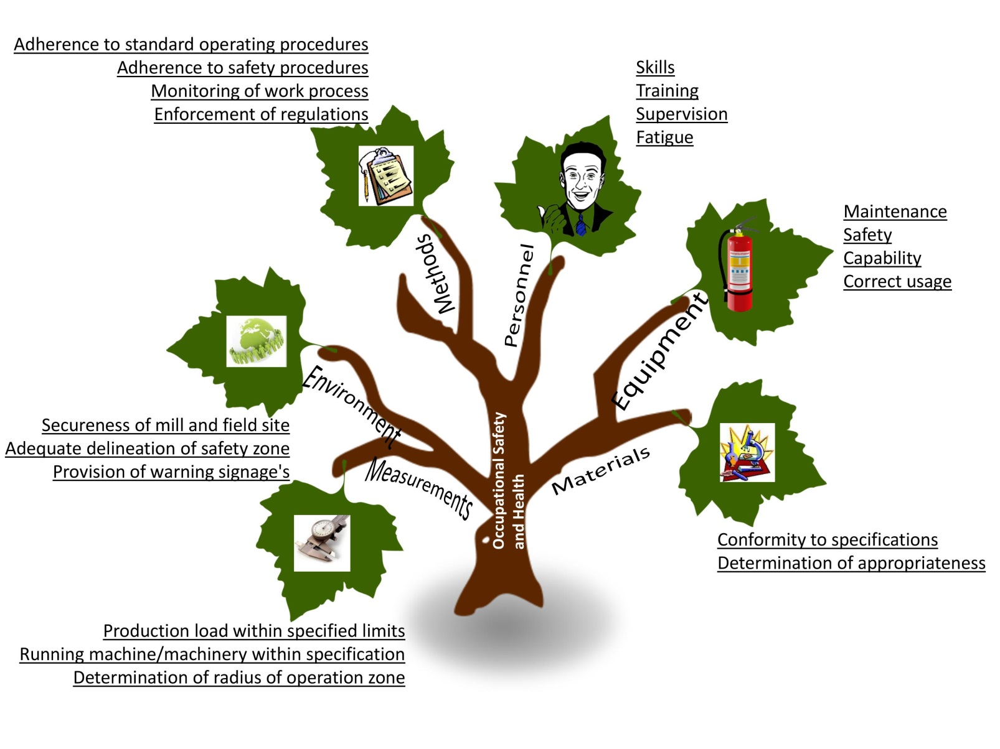 Adherence to standard operating procedures
Adherence to safety procedures
Monitoring of work process
Enforcement of regulations
Skills
Training
Supervision
Fatigue
Maintenance
Safety
Capability
Correct usage
Methods
Personnel
Equipment
Environment
Secureness of mill and field site
Adequate delineation of safety zone
Provision of warning signage's
Measurements
Occupational Safety
and Health
Materials
Conformity to specifications
Determination of appropriateness
Production load within specified limits
Running machine/machinery within specification
Determination of radius of operation zone